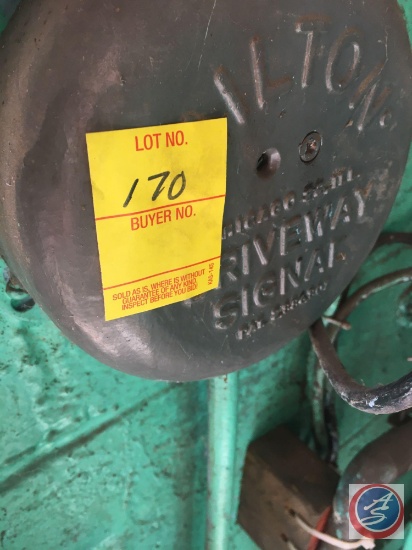 ILTON
LOT NO.
170
BUYER NO.
SOLD AS IS, WHERE IS WITHOUT
GUARANTEE OF ANY KIND.
INSPECT BEFORE YOU BID!
RIVEWAY
SIGNAL
AS